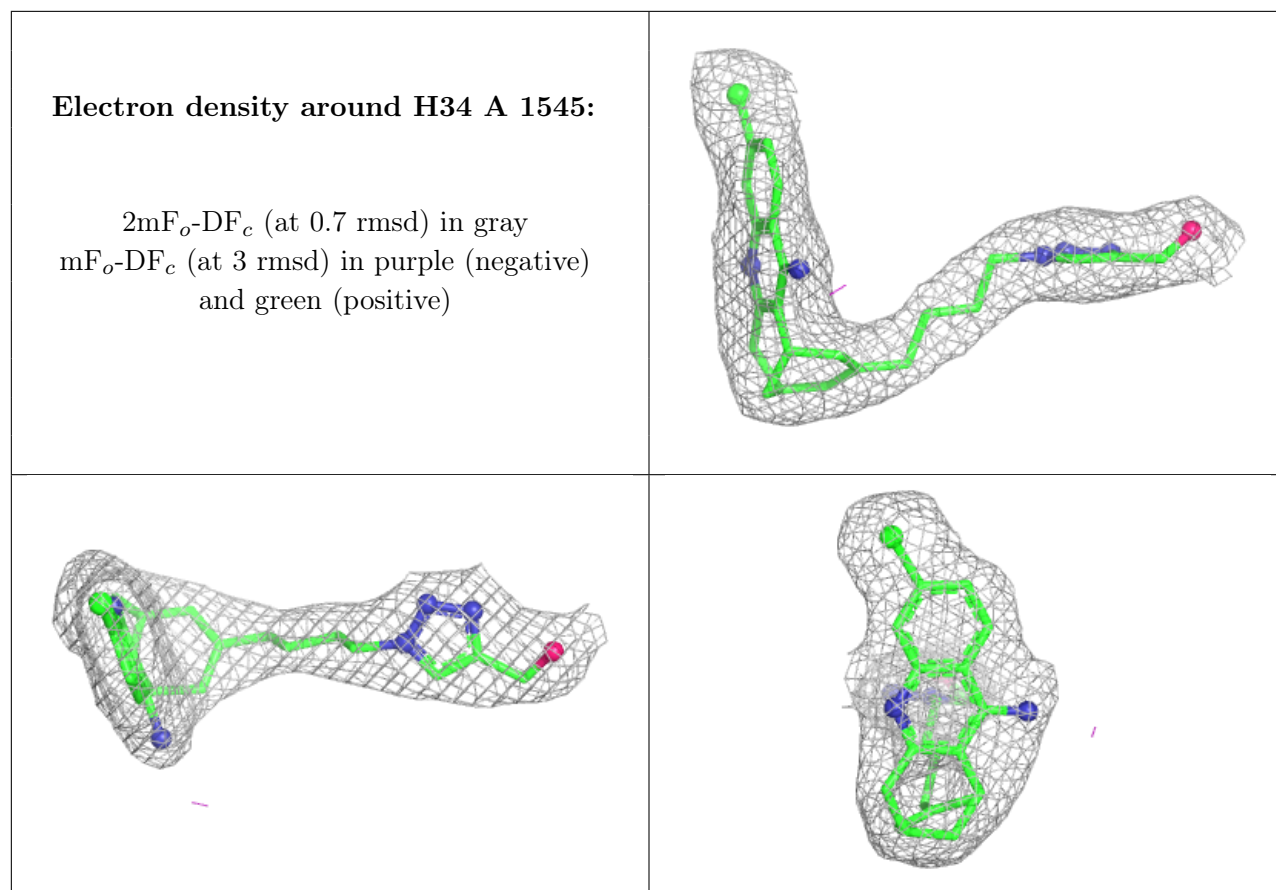 Electron density around H34 A 1545:
2mFₒ-DF𝒸 (at 0.7 rmsd) in gray
mFₒ-DF𝒸 (at 3 rmsd) in purple (negative)
and green (positive)